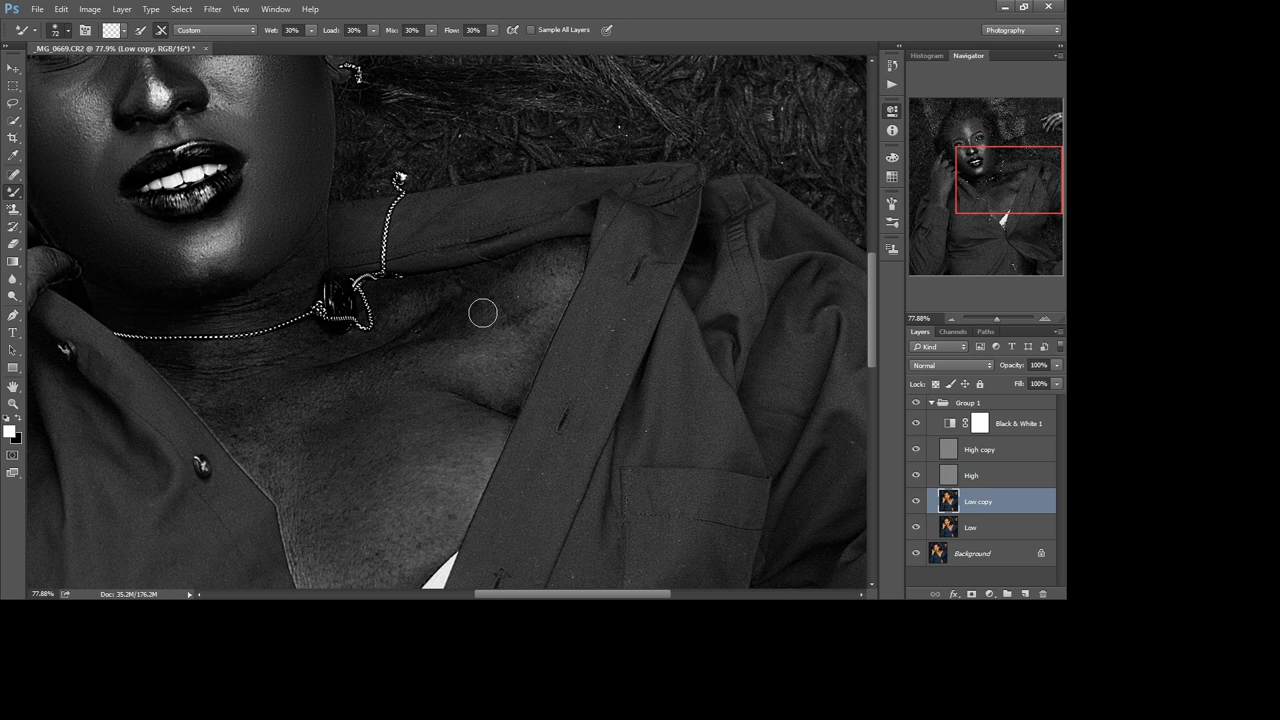 Ps File Edit Image Layer Type Select Filter View Window Help
72 Custom Wet: 30% Load: 30% Mix: 30% Flow: 30% Sample All Layers Photography
_MG_0669.CR2 @ 77.9% (Low copy, RGB/16*) * ×
Histogram Navigator
77.88%
Layers Channels Paths
Kind
Normal Opacity: 100%
Lock: Fill: 100%
Group 1
Black & White 1
High copy
High
Low copy
Low
Background
77.88% Doc: 35.2M/176.2M